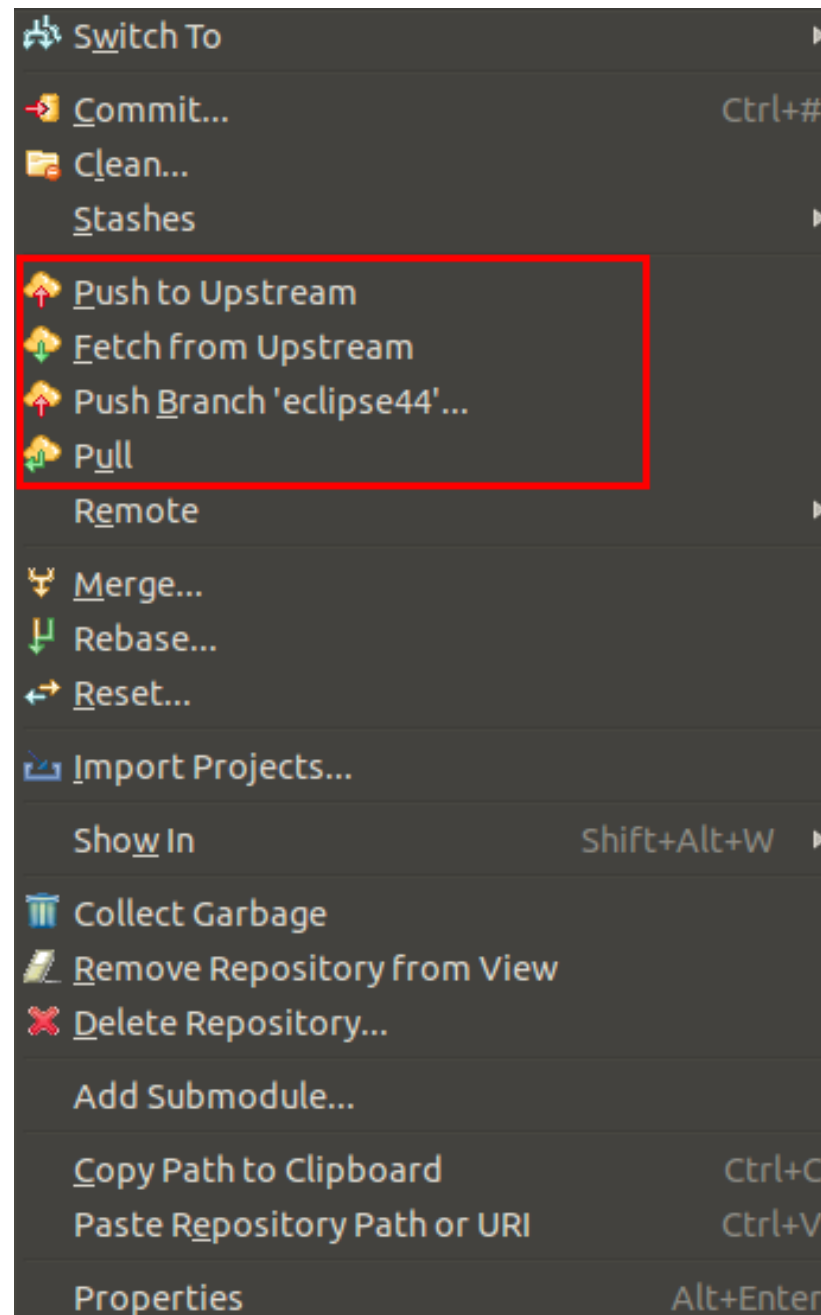 Switch To
Commit... Ctrl+#
Clean...
Stashes
Push to Upstream
Fetch from Upstream
Push Branch 'eclipse44'...
Pull
Remote
Merge...
Rebase...
Reset...
Import Projects...
Show In Shift+Alt+W
Collect Garbage
Remove Repository from View
Delete Repository...
Add Submodule...
Copy Path to Clipboard Ctrl+C
Paste Repository Path or URI Ctrl+V
Properties Alt+Enter